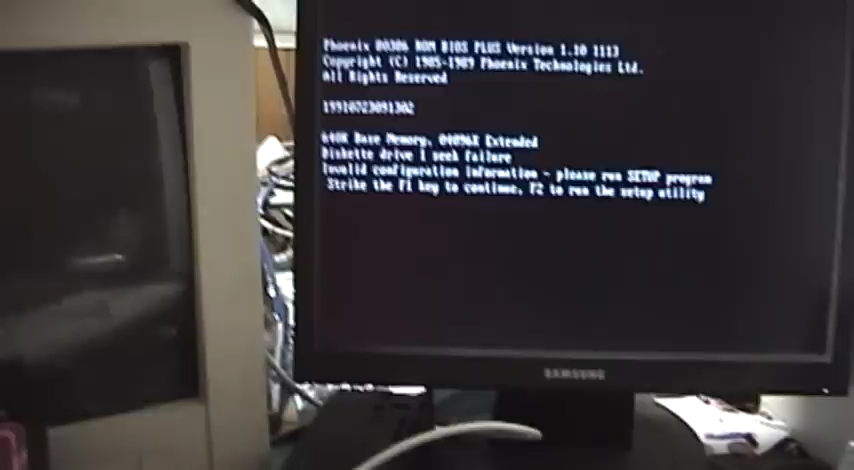 Phoenix 80386 ROM BIOS PLUS Version 1.10 1113
Copyright (C) 1985-1989 Phoenix Technologies Ltd.
All Rights Reserved
19910723091302
640K Base Memory, 04096K Extended
Diskette drive 1 seek failure
Invalid configuration information - please run SETUP program
Strike the F1 key to continue, F2 to run the setup utility
SAMSUNG